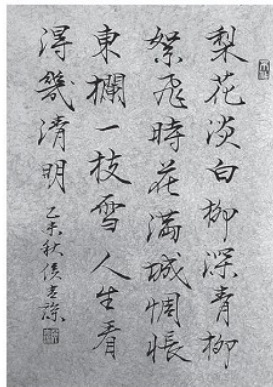 梨花淡白柳深青柳
絮飛時花滿城惆悵
東欄一枝雪人生看
得幾清明
乙未秋